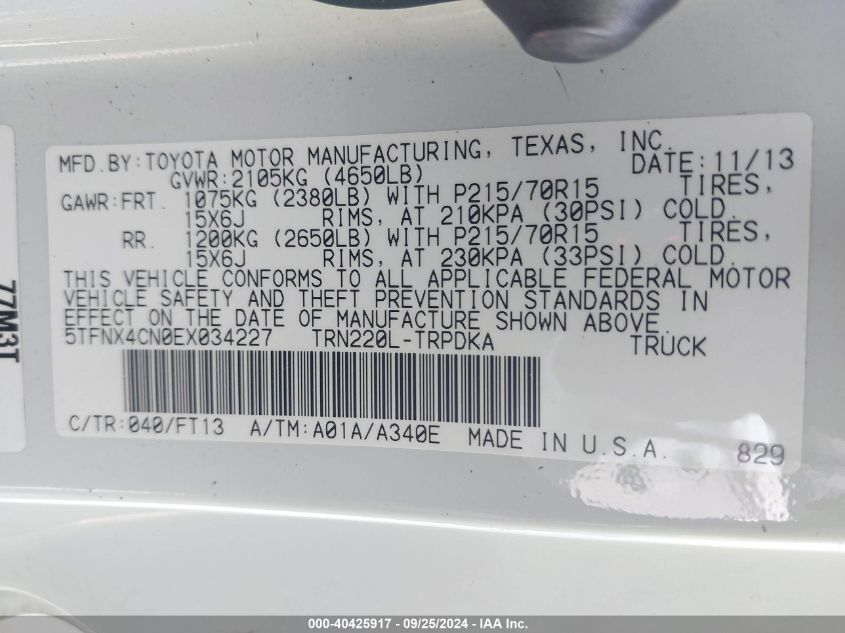 MFD.BY:TOYOTA MOTOR MANUFACTURING, TEXAS, INC.
GVWR:2105KG (4650LB) DATE:11/13
GAWR:FRT. 1075KG (2380LB) WITH P215/70R15 TIRES,
15X6J RIMS, AT 210KPA (30PSI) COLD.
RR. 1200KG (2650LB) WITH P215/70R15 TIRES,
15X6J RIMS, AT 230KPA (33PSI) COLD.
THIS VEHICLE CONFORMS TO ALL APPLICABLE FEDERAL MOTOR
VEHICLE SAFETY AND THEFT PREVENTION STANDARDS IN
EFFECT ON THE DATE OF MANUFACTURE SHOWN ABOVE.
5TFNX4CN0EX034227 TRN220L-TRPDKA TRUCK
C/TR:040/FT13 A/TM:A01A/A340E MADE IN U.S.A.
829
77M3T
000-40425917 - 09/25/2024 - IAA Inc.